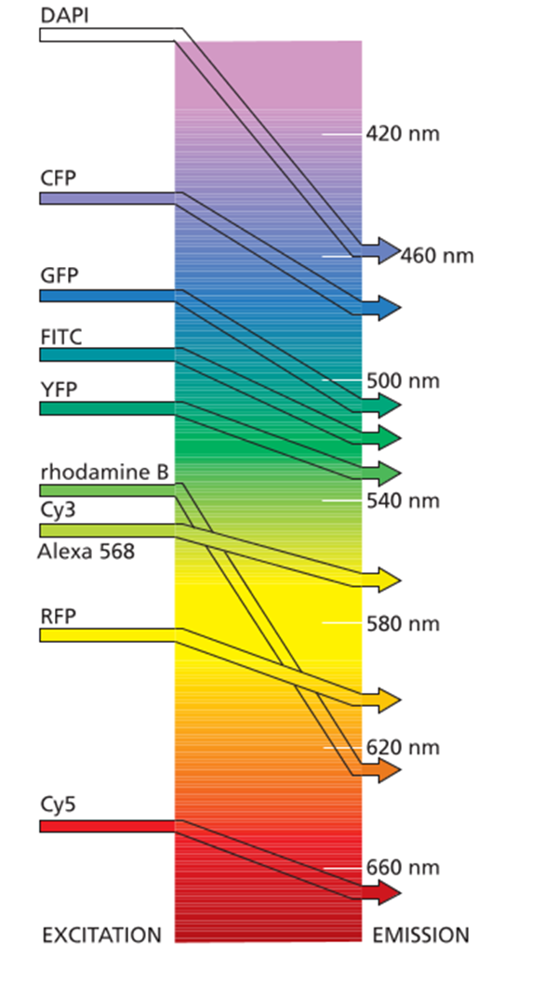 DAPI
420 nm
CFP
460 nm
GFP
FITC
500 nm
YFP
rhodamine B
540 nm
Cy3
Alexa 568
RFP
580 nm
620 nm
Cy5
660 nm
EXCITATION
EMISSION